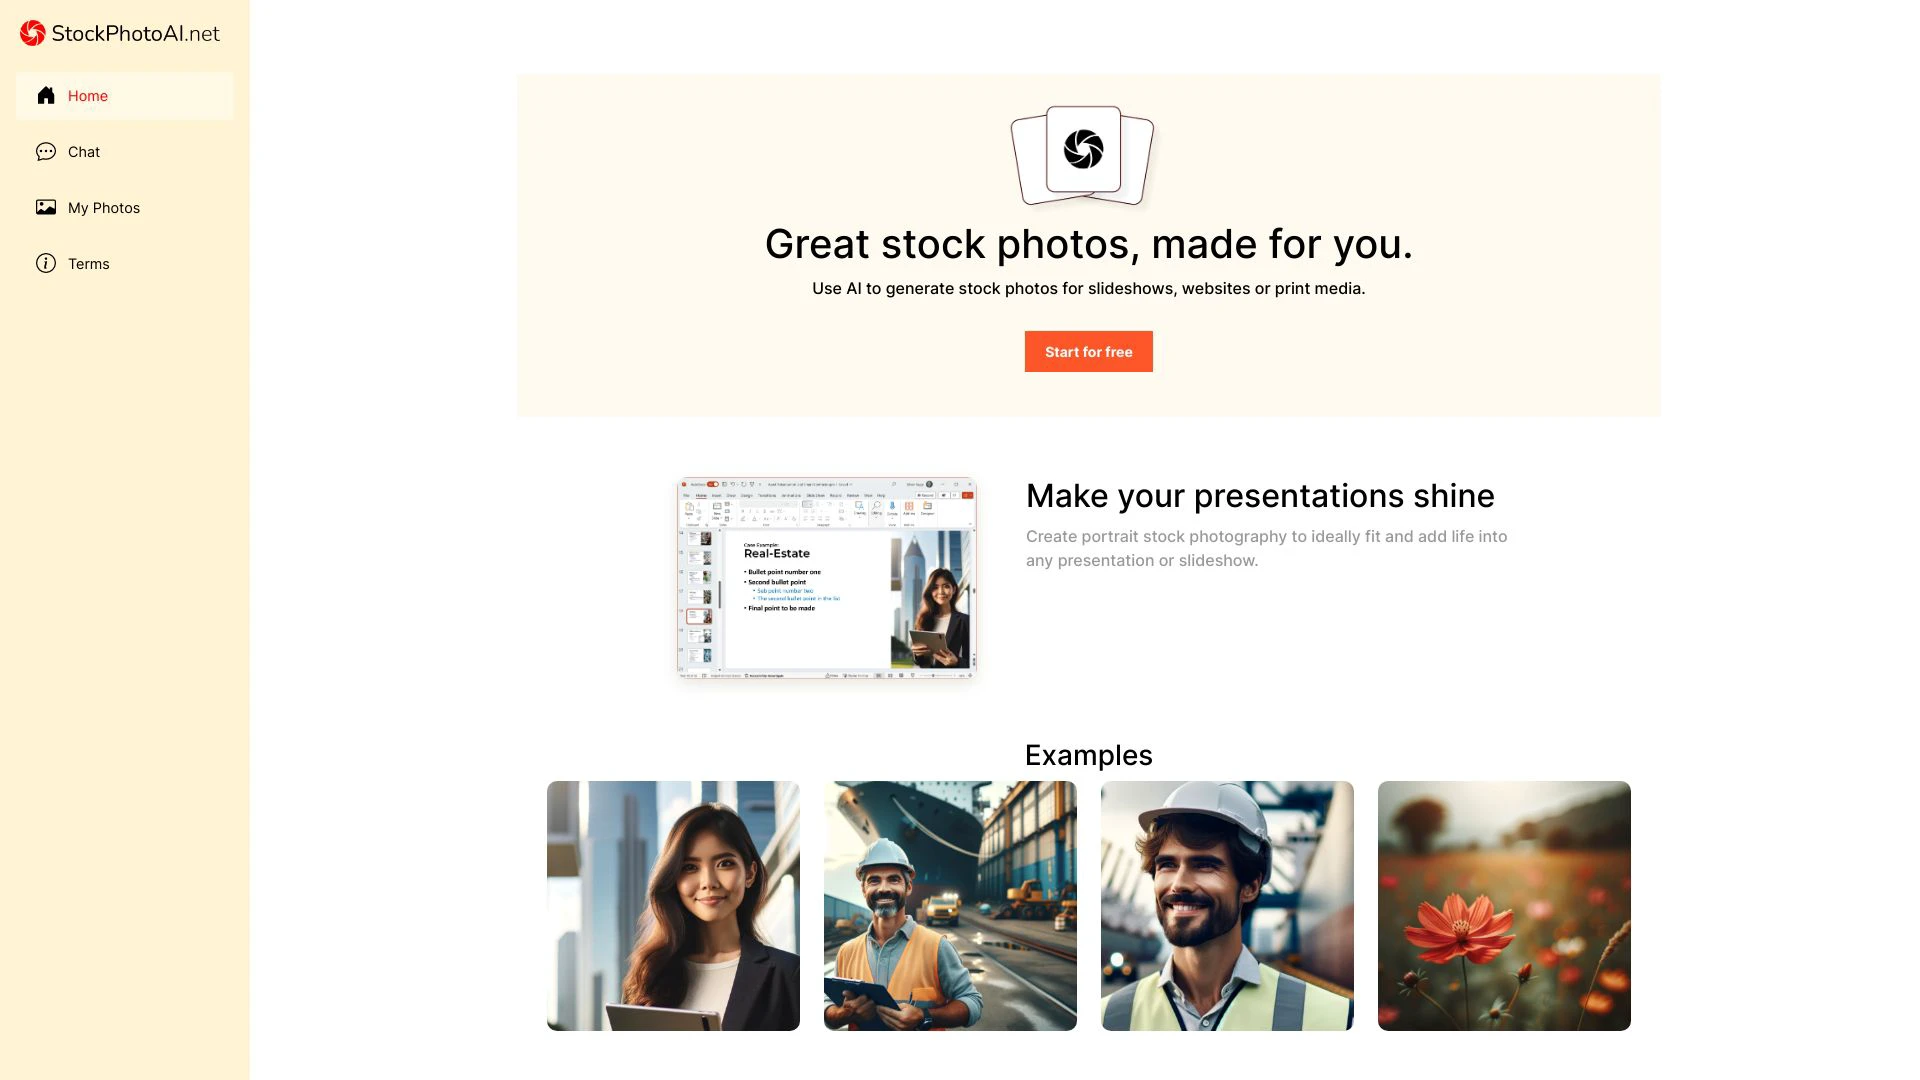 StockPhotoAI.net
Home
Chat
My Photos
Terms
Great stock photos, made for you.
Use AI to generate stock photos for slideshows, websites or print media.
Start for free
Make your presentations shine
Create portrait stock photography to ideally fit and add life into
any presentation or slideshow.
Case Example:
Real-Estate
• Bullet point number one
• Second bullet point
• Sub point number two
• The second bullet point in the list
• Final point to be made
Examples